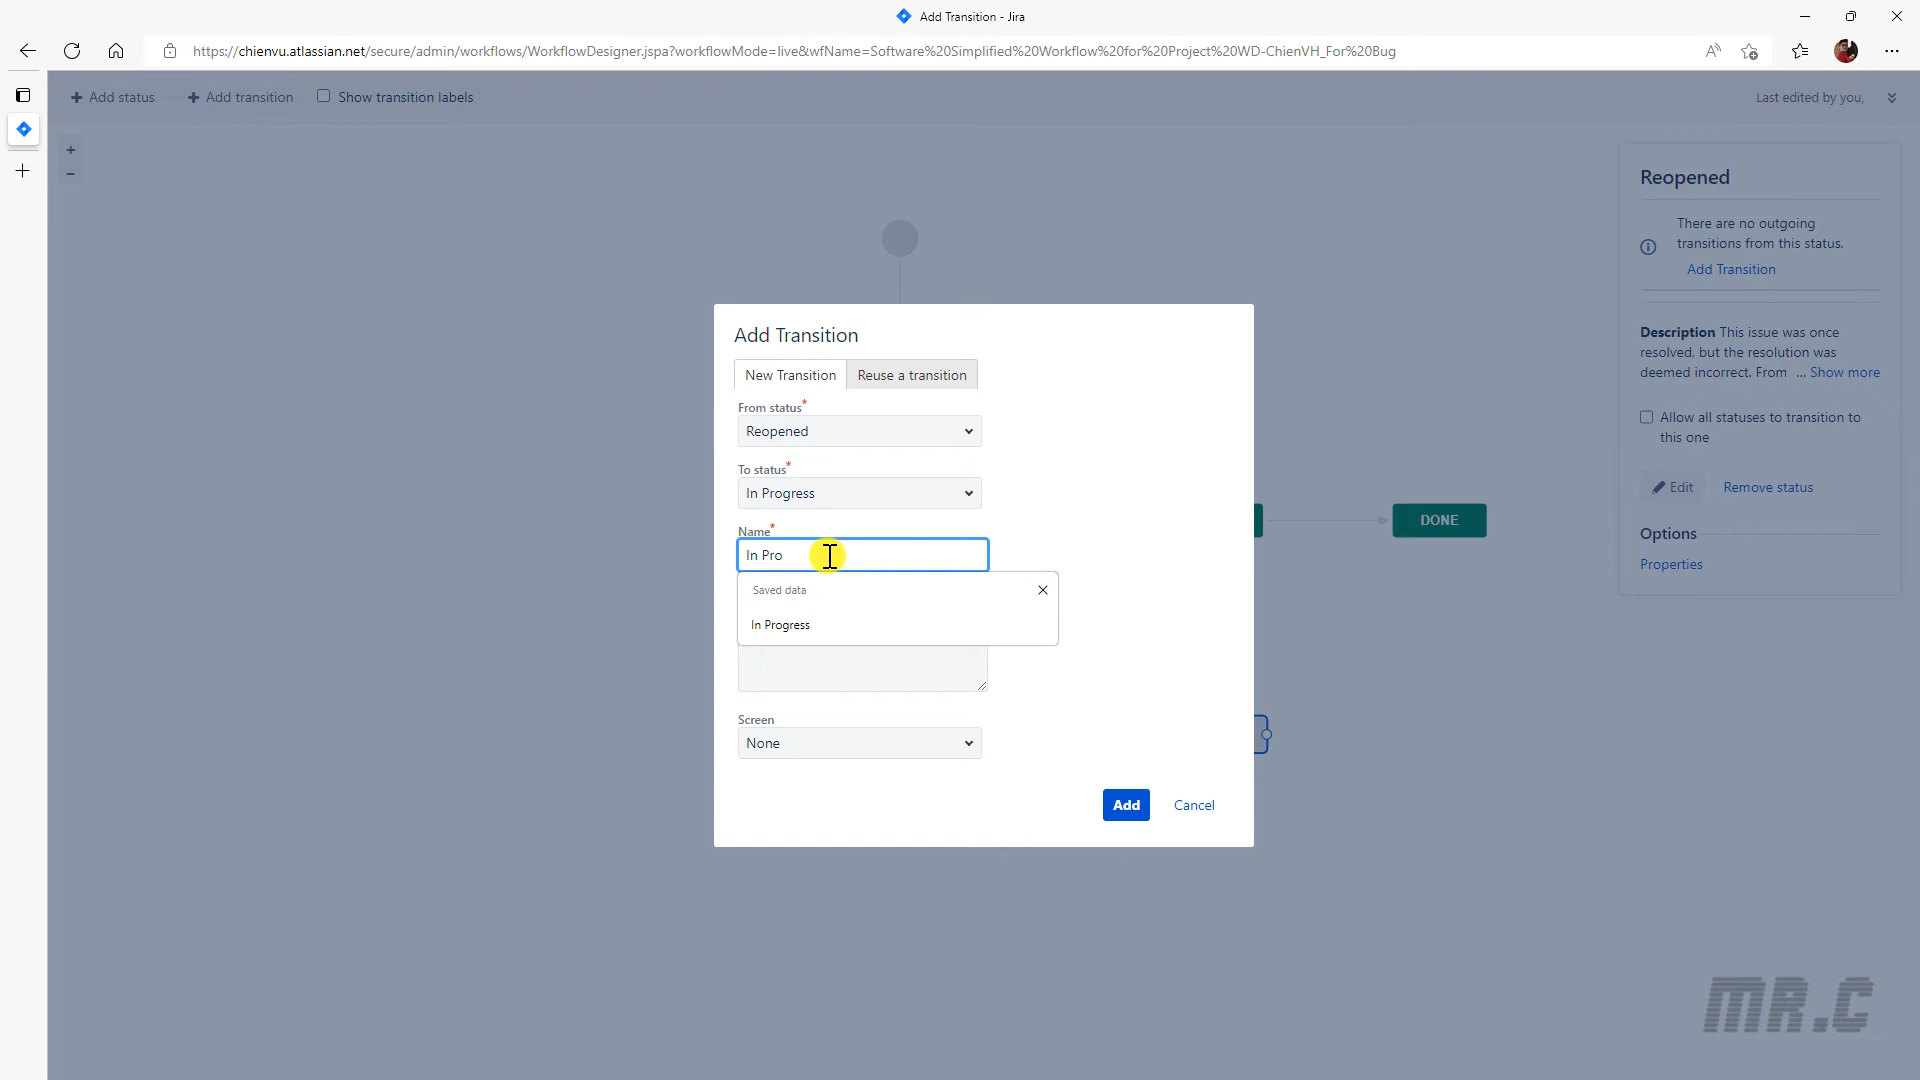 Add Transition - Jira
https://chienvu.atlassian.net/secure/admin/workflows/WorkflowDesigner.jspa?workflowMode=live&wfName=Software%20Simplified%20Workflow%20for%20Project%20WD-ChienVH_For%20Bug
+ Add status
+ Add transition
Show transition labels
Last edited by you,
Reopened
There are no outgoing
transitions from this status.
Add Transition
Description This issue was once
resolved, but the resolution was
deemed incorrect. From ... Show more
Allow all statuses to transition to
this one
Edit
Remove status
Options
Properties
Add Transition
New Transition
Reuse a transition
From status*
Reopened
To status*
In Progress
Name*
In Pro
Saved data
In Progress
Screen
None
Add
Cancel
DONE
MR.C